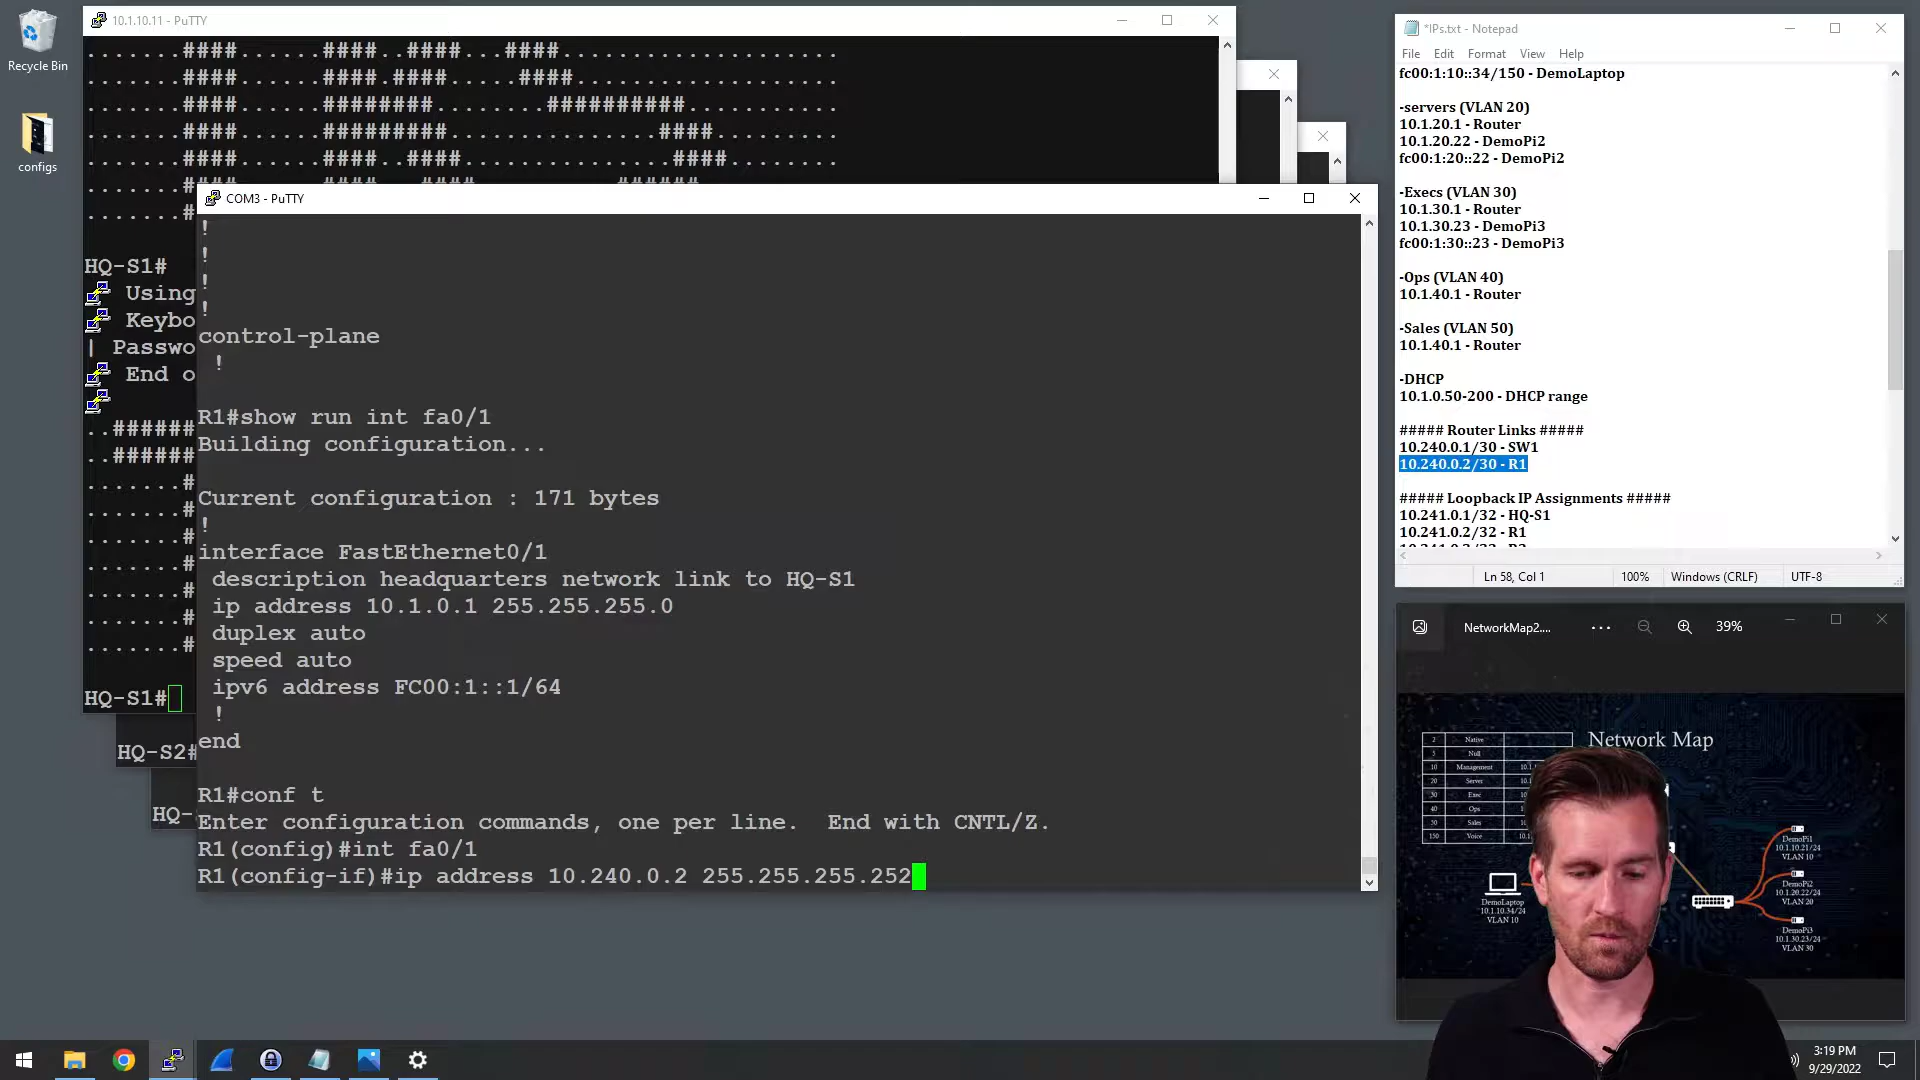 Recycle Bin
configs
10.1.10.11 - PuTTY
.......####......####..####...####....................
.......####......####.####.....####...................
.......####......########........##########...........
.......####......#########...............####.........
.......####......####..####...............####........
HQ-S1#
Using
Keybo
| Passwo
End o
..######
..######
HQ-S1#
HQ-S2#
HQ-
COM3 - PuTTY
!
!
!
!
control-plane
!
R1#show run int fa0/1
Building configuration...
Current configuration : 171 bytes
!
interface FastEthernet0/1
description headquarters network link to HQ-S1
ip address 10.1.0.1 255.255.255.0
duplex auto
speed auto
ipv6 address FC00:1::1/64
!
end
R1#conf t
Enter configuration commands, one per line.  End with CNTL/Z.
R1(config)#int fa0/1
R1(config-if)#ip address 10.240.0.2 255.255.255.252
*IPs.txt - Notepad
File Edit Format View Help
fc00:1:10::34/150 - DemoLaptop
-servers (VLAN 20)
10.1.20.1 - Router
10.1.20.22 - DemoPi2
fc00:1:20::22 - DemoPi2
-Execs (VLAN 30)
10.1.30.1 - Router
10.1.30.23 - DemoPi3
fc00:1:30::23 - DemoPi3
-Ops (VLAN 40)
10.1.40.1 - Router
-Sales (VLAN 50)
10.1.40.1 - Router
-DHCP
10.1.0.50-200 - DHCP range
##### Router Links #####
10.240.0.1/30 - SW1
10.240.0.2/30 - R1
##### Loopback IP Assignments #####
10.241.0.1/32 - HQ-S1
10.241.0.2/32 - R1
Ln 58, Col 1 100% Windows (CRLF) UTF-8
NetworkMap2.... ··· 39%
Network Map
2 Native
5 Null
10 Management 10.1.
20 Server 10
30 Exec 10
40 Ops 1
50 Sales 10
150 Voice 10.1
DemoPi1
10.1.10.21/24
VLAN 10
DemoPi2
10.1.20.22/24
VLAN 20
DemoPi3
10.1.30.23/24
VLAN 30
DemoLaptop
10.1.10.34/24
VLAN 10
3:19 PM
9/29/2022